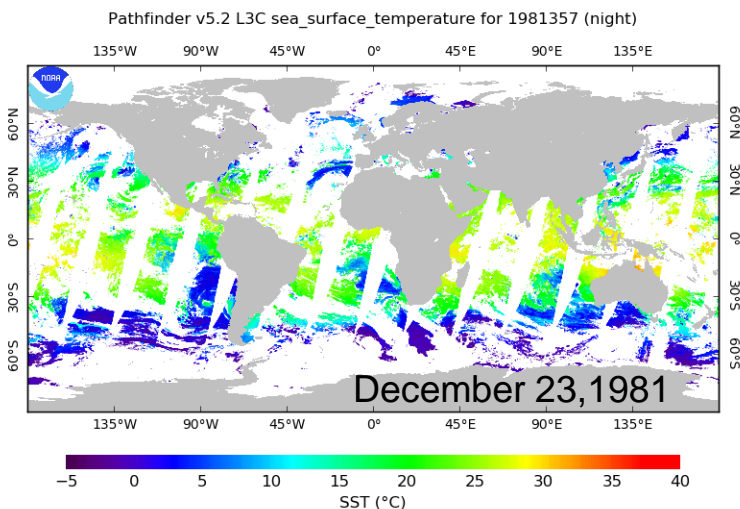 Pathfinder v5.2 L3C sea_surface_temperature for 1981357 (night)
135°W 90°W 45°W 0° 45°E 90°E 135°E
NOAA
60°N 60°N
30°N 30°N
0° 0°
30°S 30°S
60°S 60°S
December 23,1981
135°W 90°W 45°W 0° 45°E 90°E 135°E
−5 0 5 10 15 20 25 30 35 40
SST (°C)